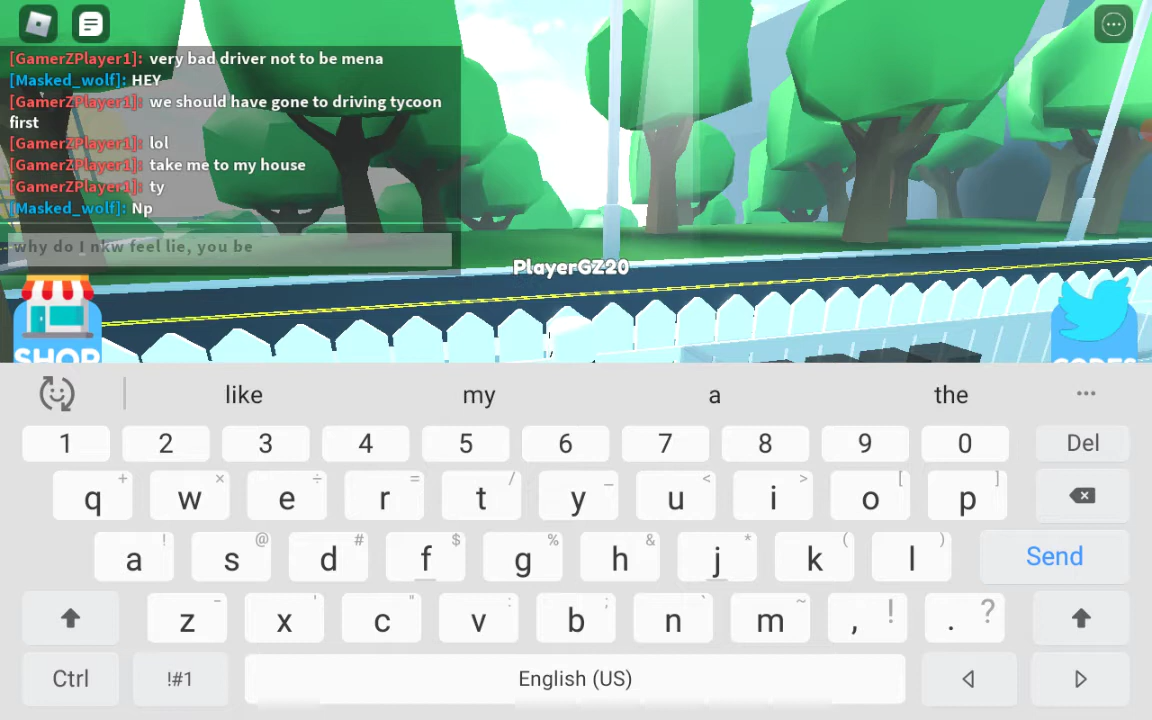 [GamerZPlayer1]: very bad driver not to be mena
[Masked_wolf]: HEY
[GamerZPlayer1]: we should have gone to driving tycoon
first
[GamerZPlayer1]: lol
[GamerZPlayer1]: take me to my house
[GamerZPlayer1]: ty
[Masked_wolf]: Np
why do I nkw feel lie, you be
PlayerGZ20
SHOP
CODES
like my a the ...
1 2 3 4 5 6 7 8 9 0 Del
+ × ÷ = / _ < > [ ]
q w e r t y u i o p
! @ # $ % & * ( )
a s d f g h j k l Send
- ' " : ; ` ~ ! ?
z x c v b n m , .
Ctrl !#1 English (US)